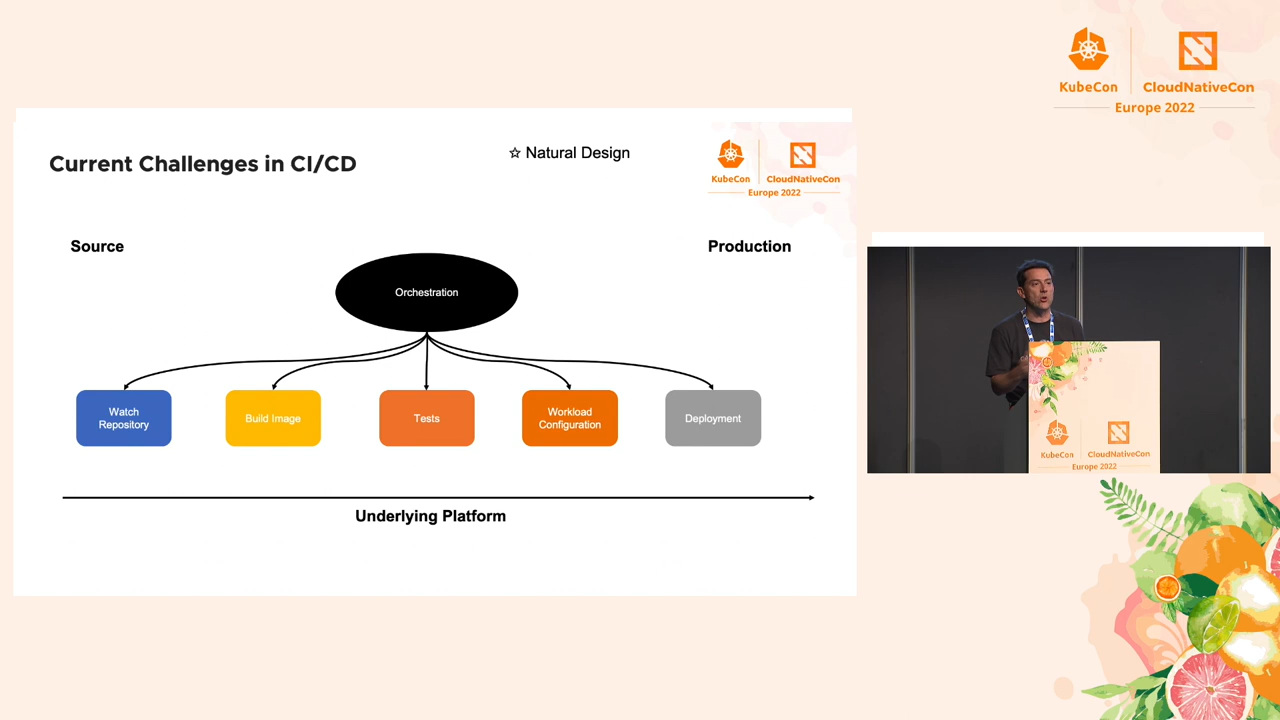 KubeCon
CloudNativeCon
Europe 2022
Current Challenges in CI/CD
☆ Natural Design
KubeCon
CloudNativeCon
Europe 2022
Source
Production
Orchestration
Watch
Repository
Build Image
Tests
Workload
Configuration
Deployment
Underlying Platform
KubeCon
CloudNativeCon
Europe 2022